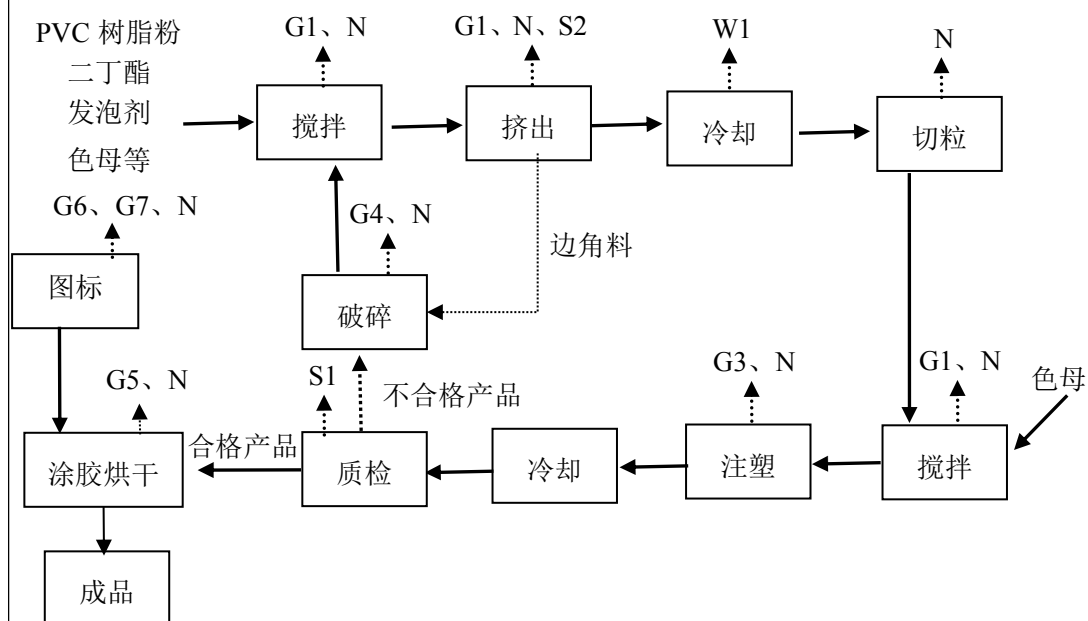 PVC 树脂粉
二丁酯
发泡剂
色母等
G1、N
搅拌
G1、N、S2
挤出
W1
冷却
N
切粒
G6、G7、N
图标
G4、N
破碎
边角料
G5、N
涂胶烘干
合格产品
S1
质检
不合格产品
冷却
G3、N
注塑
G1、N
搅拌
色母
成品